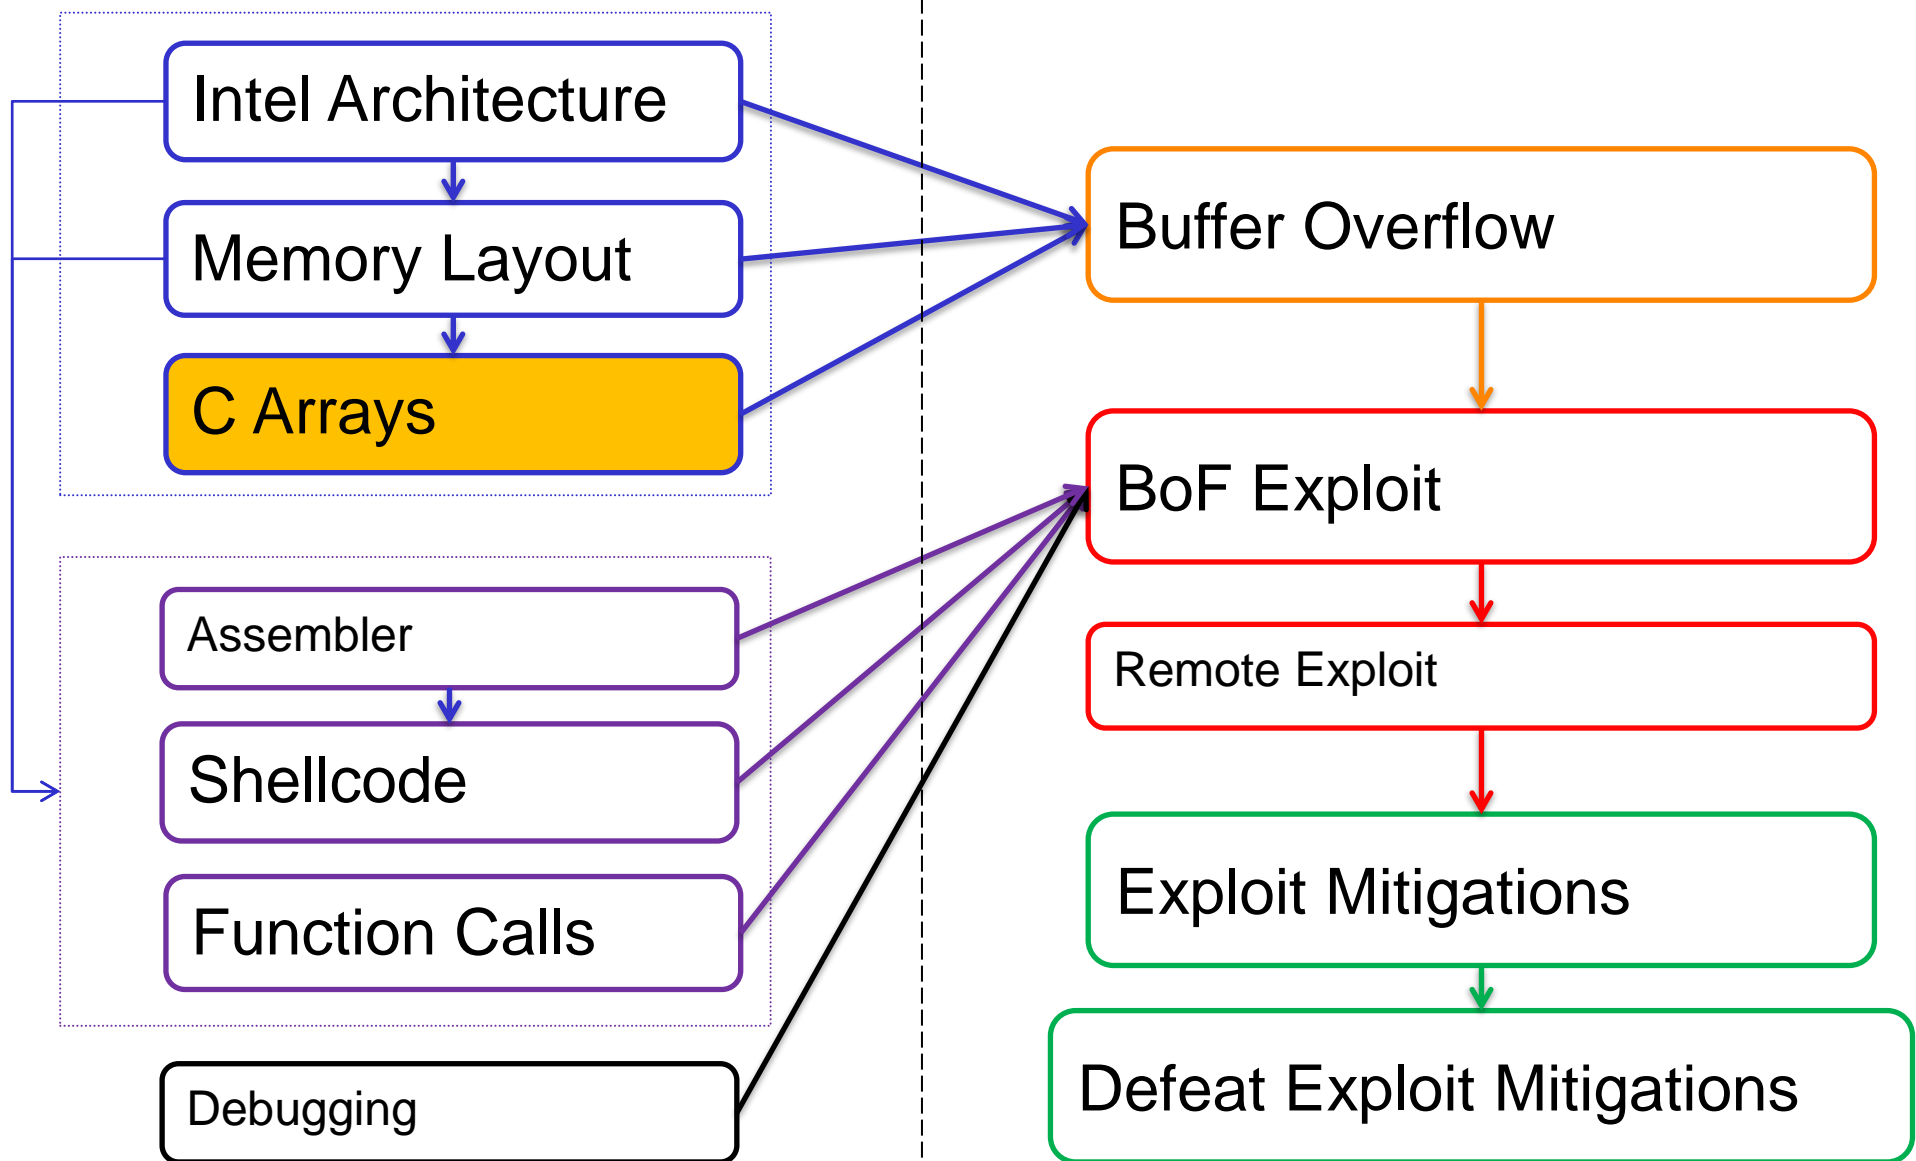 Intel Architecture
Memory Layout
C Arrays
Assembler
Shellcode
Function Calls
Debugging
Buffer Overflow
BoF Exploit
Remote Exploit
Exploit Mitigations
Defeat Exploit Mitigations